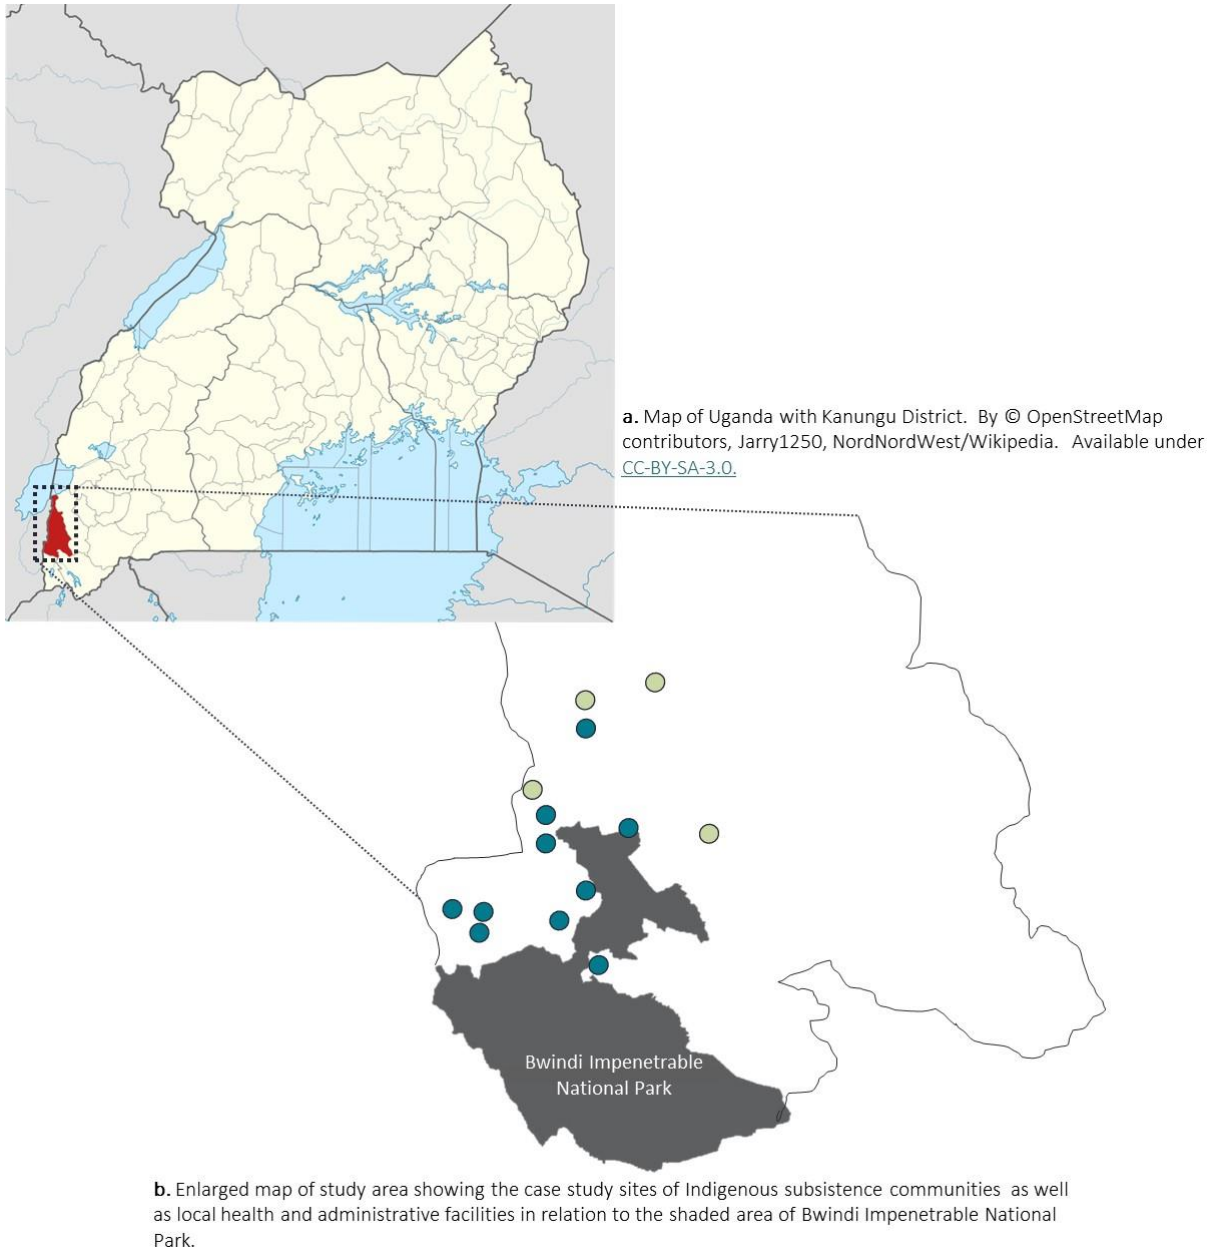 a. Map of Uganda with Kanungu District.  By © OpenStreetMap
contributors, Jarry1250, NordNordWest/Wikipedia.  Available under
CC-BY-SA-3.0.
Bwindi Impenetrable
National Park
b. Enlarged map of study area showing the case study sites of Indigenous subsistence communities  as well
as local health and administrative facilities in relation to the shaded area of Bwindi Impenetrable National
Park.